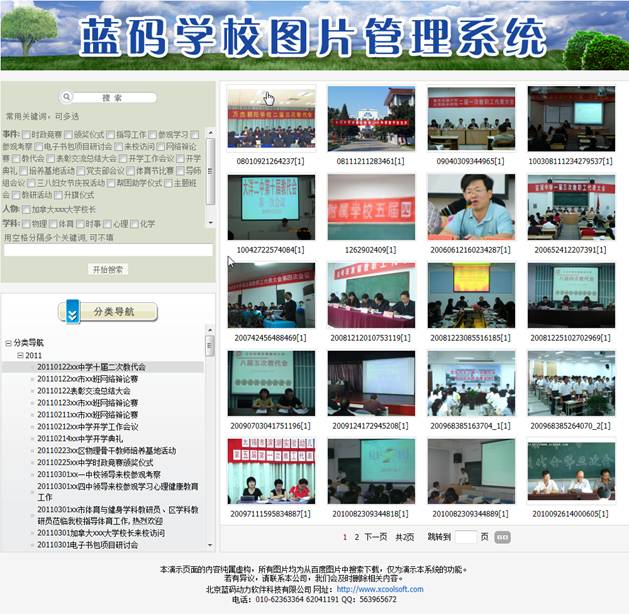 蓝码学校图片管理系统
搜 索
常用关键词，可多选
事件: 时政竞赛 颁奖仪式 指导工作 参观学习
参观考察 电子书包项目研讨会 来校访问 网络辩论
赛 教代会 表彰交流总结大会 开学工作会议 开学
典礼 培养基地活动 党支部会议 体育书比赛 导师
组会议 三八妇女节庆祝活动 帮困助学仪式 主题班
会 教研活动 升旗仪式
人物: 加拿大xxx大学校长
学科: 物理 体育 时事 心理 化学
用空格分隔多个关键词, 可不填
开始搜索
分类导航
分类导航
2011
20110122xx中学十届二次教代会
20110122xx市xx班网络辩论赛
20110122表彰交流总结大会
20110123xx市xx班网络辩论赛
20110211xx市xx班网络辩论赛
20110212xx中学开学工作会议
20110214xx中学开学典礼
20110223xx区物理骨干教师培养基地活动
20110225xx中学时政竞赛颁奖仪式
20110301xx一中校领导来校参观考察
20110301xx四中领导来校参观学习心理健康教育
工作
20110301xx市体育与健身学科教研员、区学科教
研员莅临我校指导体育工作, 热烈欢迎
20110301加拿大xxx大学校长来校访问
20110301电子书包项目研讨会
08010921264237[1]
08111211283461[1]
09040309344965[1]
100308111234279537[1]
10042722574084[1]
1262902409[1]
20060612160234287[1]
200652412207391[1]
200742456488469[1]
20081212010753119[1]
20081223085516185[1]
20081225102702969[1]
20090703041751196[1]
20091241729452​08[1]
200968385163704_1[1]
200968385264070_2[1]
20097111595834887[1]
2010082309344818[1]
2010082309344889[1]
2010092614000605[1]
1 2 下一页 共2页 跳转到 页 GO
本演示页面的内容纯属虚构，所有图片均为从百度图片中搜索下载，仅为演示本系统的功能。
若有异议，请联系本公司，我们会及时删除相关内容。
北京蓝码动力软件科技有限公司 网址：http://www.xcoolsoft.com
电话：010-62363364 62041191 QQ：563965672